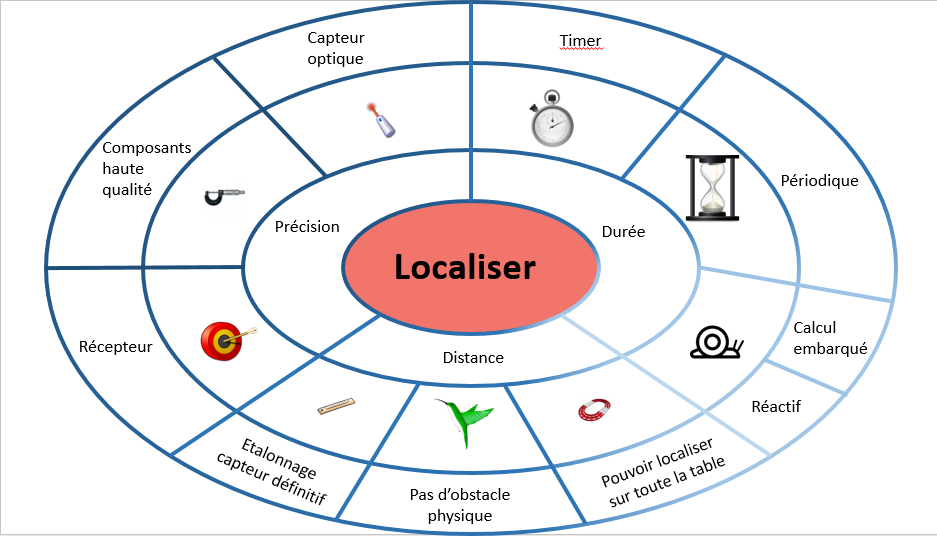 Capteur
optique
Timer
Composants
haute
qualité
Périodique
Précision
Durée
Localiser
Récepteur
Calcul
embarqué
Distance
Réactif
Etalonnage
capteur définitif
Pouvoir localiser
sur toute la table
Pas d’obstacle
physique